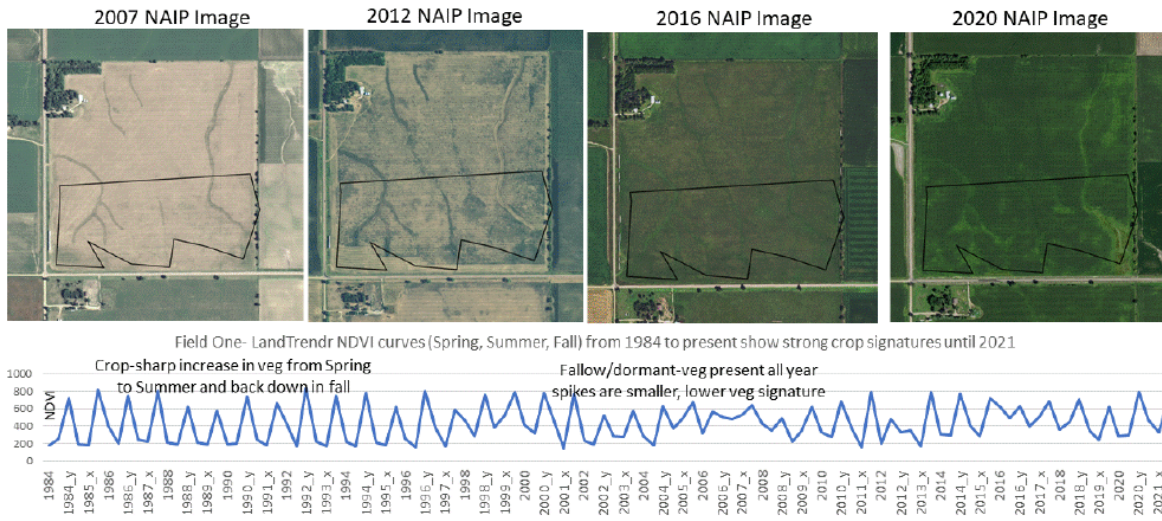 2007 NAIP Image
2012 NAIP Image
2016 NAIP Image
2020 NAIP Image
Field One- LandTrendr NDVI curves (Spring, Summer, Fall) from 1984 to present show strong crop signatures until 2021
Crop-sharp increase in veg from Spring
to Summer and back down in fall
Fallow/dormant-veg present all year
spikes are smaller, lower veg signature
NDVI
1000
800
600
400
200
0
1984
1984_y
1985_x
1986
1986_y
1987_x
1988
1988_y
1989_x
1990
1990_y
1991_x
1992
1992_y
1993_x
1994
1994_y
1995_x
1996
1996_y
1997_x
1998
1998_y
1999_x
2000
2000_y
2001_x
2002
2002_y
2003_x
2004
2004_y
2005_x
2006
2006_y
2007_x
2008
2008_y
2009_x
2010
2010_y
2011_x
2012
2012_y
2013_x
2014
2014_y
2015_x
2016
2016_y
2017_x
2018
2018_y
2019_x
2020
2020_y
2021_x